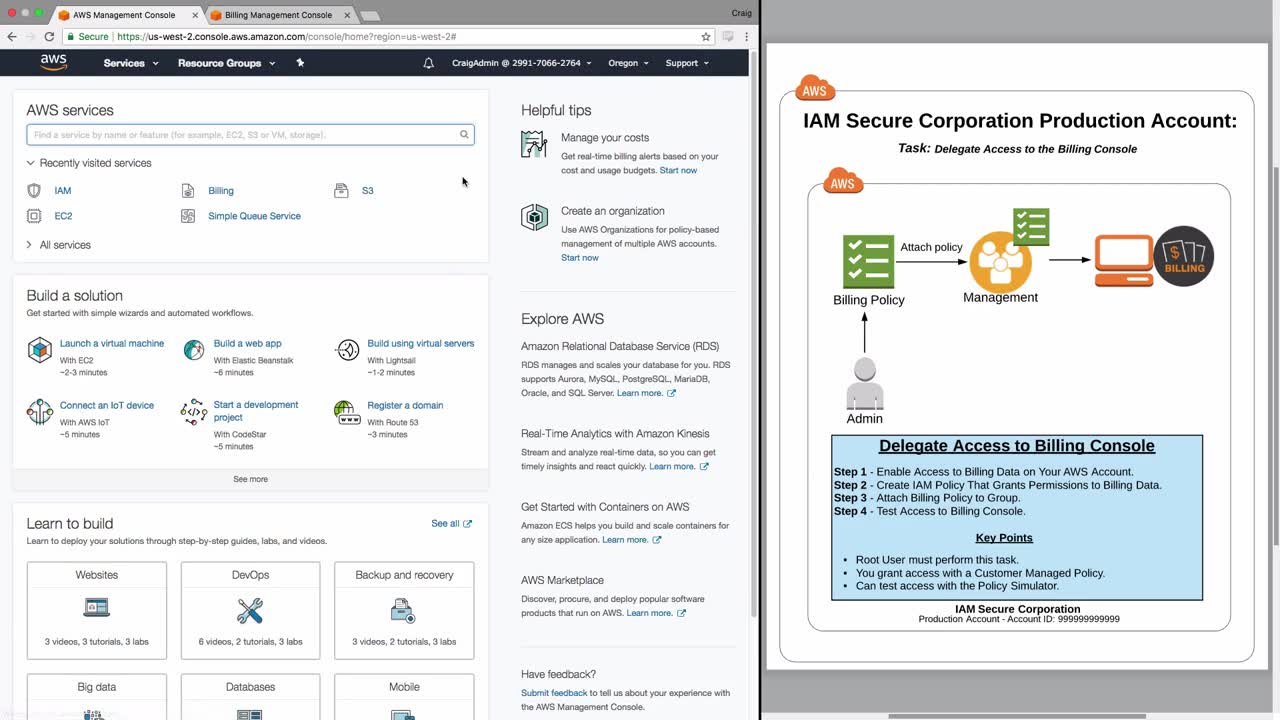 AWS Management Console
Billing Management Console
Craig
Secure | https://us-west-2.console.aws.amazon.com/console/home?region=us-west-2#
aws
Services
Resource Groups
CraigAdmin @ 2991-7066-2764
Oregon
Support
AWS services
Find a service by name or feature (for example, EC2, S3 or VM, storage).
Recently visited services
IAM
Billing
S3
EC2
Simple Queue Service
All services
Build a solution
Get started with simple wizards and automated workflows.
Launch a virtual machine
With EC2
~2-3 minutes
Build a web app
With Elastic Beanstalk
~6 minutes
Build using virtual servers
With Lightsail
~1-2 minutes
Connect an IoT device
With AWS IoT
~5 minutes
Start a development
project
With CodeStar
~5 minutes
Register a domain
With Route 53
~3 minutes
See more
Learn to build
See all
Learn to deploy your solutions through step-by-step guides, labs, and videos.
Websites
3 videos, 3 tutorials, 3 labs
DevOps
6 videos, 2 tutorials, 3 labs
Backup and recovery
3 videos, 2 tutorials, 3 labs
Big data
Databases
Mobile
Helpful tips
Manage your costs
Get real-time billing alerts based on your
cost and usage budgets. Start now
Create an organization
Use AWS Organizations for policy-based
management of multiple AWS accounts.
Start now
Explore AWS
Amazon Relational Database Service (RDS)
RDS manages and scales your database for you. RDS
supports Aurora, MySQL, PostgreSQL, MariaDB,
Oracle, and SQL Server. Learn more.
Real-Time Analytics with Amazon Kinesis
Stream and analyze real-time data, so you can get
timely insights and react quickly. Learn more.
Get Started with Containers on AWS
Amazon ECS helps you build and scale containers for
any size application. Learn more.
AWS Marketplace
Discover, procure, and deploy popular software
products that run on AWS. Learn more.
Have feedback?
Submit feedback to tell us about your experience with
the AWS Management Console.
AWS
IAM Secure Corporation Production Account:
Task: Delegate Access to the Billing Console
AWS
Attach policy
Billing Policy
Management
$
BILLING
Admin
Delegate Access to Billing Console
Step 1 - Enable Access to Billing Data on Your AWS Account.
Step 2 - Create IAM Policy That Grants Permissions to Billing Data.
Step 3 - Attach Billing Policy to Group.
Step 4 - Test Access to Billing Console.
Key Points
• Root User must perform this task.
• You grant access with a Customer Managed Policy.
• Can test access with the Policy Simulator.
IAM Secure Corporation
Production Account - Account ID: 999999999999